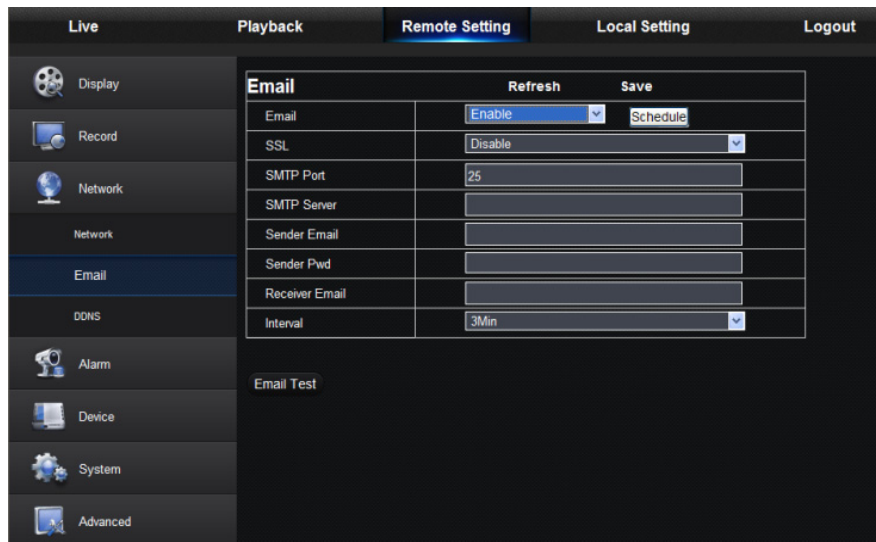 Live Playback Remote Setting Local Setting Logout
Display
Record
Network
Network
Email
DDNS
Alarm
Device
System
Advanced
Email Refresh Save
Email Enable Schedule
SSL Disable
SMTP Port 25
SMTP Server
Sender Email
Sender Pwd
Receiver Email
Interval 3Min
Email Test